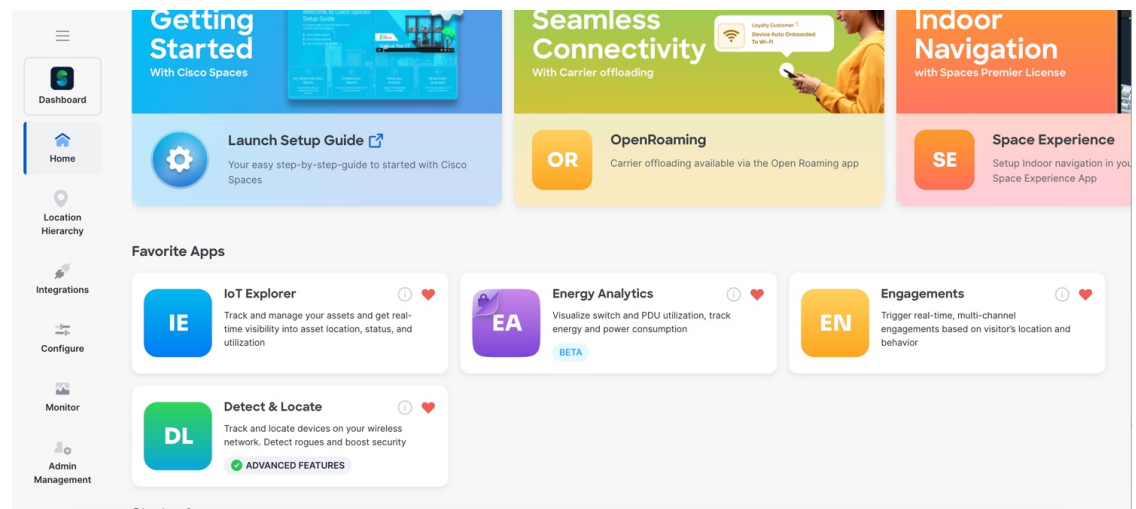 Getting
Started
With Cisco Spaces
Seamless
Connectivity
With Carrier offloading
Loyalty Customer
Device Auto Onboarded
To Wi-Fi
Indoor
Navigation
with Spaces Premier License
Launch Setup Guide
Your easy step-by-step-guide to started with Cisco
Spaces
OR
OpenRoaming
Carrier offloading available via the Open Roaming app
SE
Space Experience
Setup Indoor navigation in you
Space Experience App
Dashboard
Home
Location
Hierarchy
Integrations
Configure
Monitor
Admin
Management
Favorite Apps
IE
IoT Explorer
Track and manage your assets and get real-
time visibility into asset location, status, and
utilization
EA
Energy Analytics
Visualize switch and PDU utilization, track
energy and power consumption
BETA
EN
Engagements
Trigger real-time, multi-channel
engagements based on visitor's location and
behavior
DL
Detect & Locate
Track and locate devices on your wireless
network. Detect rogues and boost security
ADVANCED FEATURES